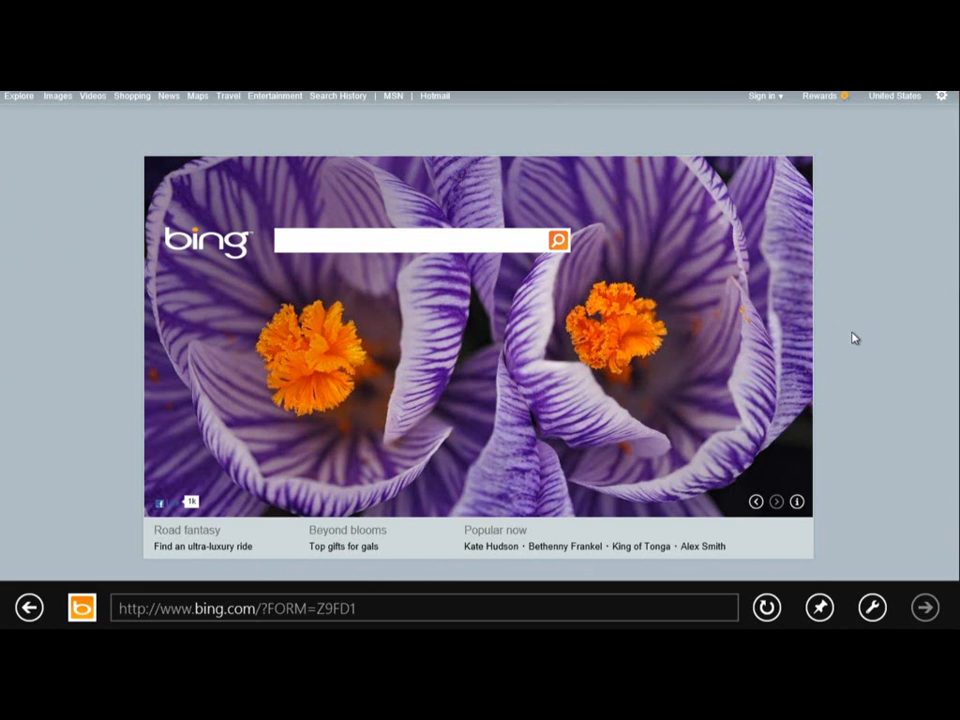 Explore Images Videos Shopping News Maps Travel Entertainment Search History | MSN | Hotmail Sign in Rewards United States
bing
1k
Road fantasy Beyond blooms Popular now
Find an ultra-luxury ride Top gifts for gals Kate Hudson · Bethenny Frankel · King of Tonga · Alex Smith
http://www.bing.com/?FORM=Z9FD1